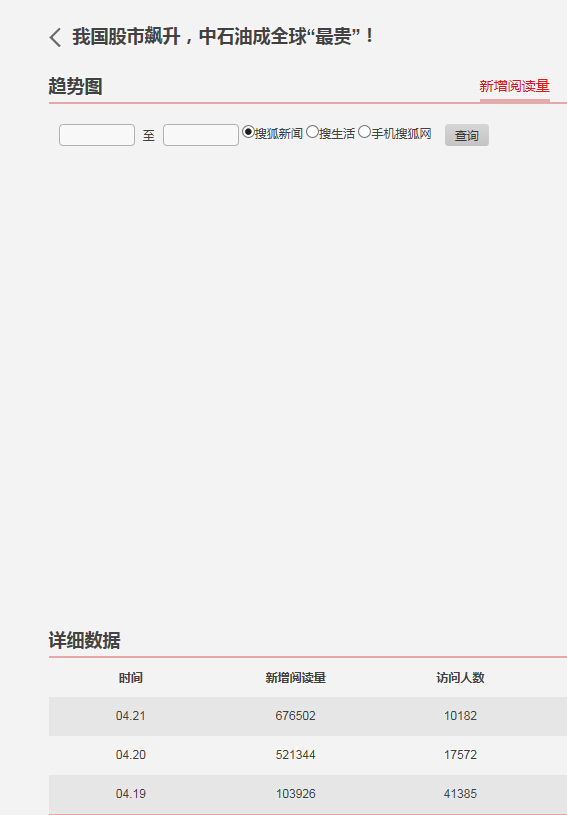 我国股市飙升，中石油成全球“最贵”！
趋势图 新增阅读量
至 搜狐新闻 搜生活 手机搜狐网 查询
详细数据
时间 新增阅读量 访问人数
04.21 676502 10182
04.20 521344 17572
04.19 103926 41385